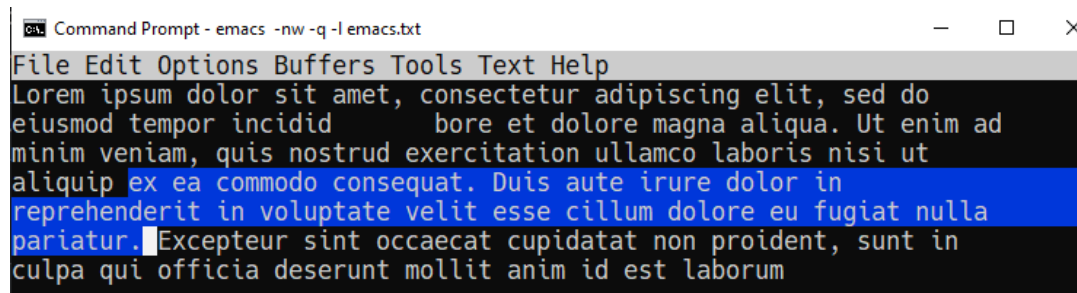 Command Prompt - emacs -nw -q -l emacs.txt
File Edit Options Buffers Tools Text Help
Lorem ipsum dolor sit amet, consectetur adipiscing elit, sed do
eiusmod tempor incidid bore et dolore magna aliqua. Ut enim ad
minim veniam, quis nostrud exercitation ullamco laboris nisi ut
aliquip ex ea commodo consequat. Duis aute irure dolor in
reprehenderit in voluptate velit esse cillum dolore eu fugiat nulla
pariatur. Excepteur sint occaecat cupidatat non proident, sunt in
culpa qui officia deserunt mollit anim id est laborum